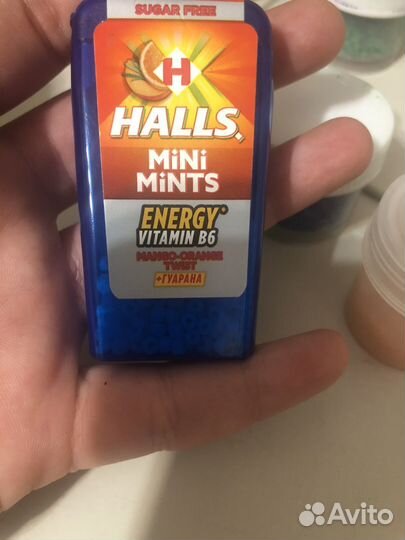 SUGAR FREE
H
HALLS
MiNi
MiNTS
ENERGY*
VITAMIN B6
MANGO-ORANGE
TWIST
+ГУАРАНА
Avito